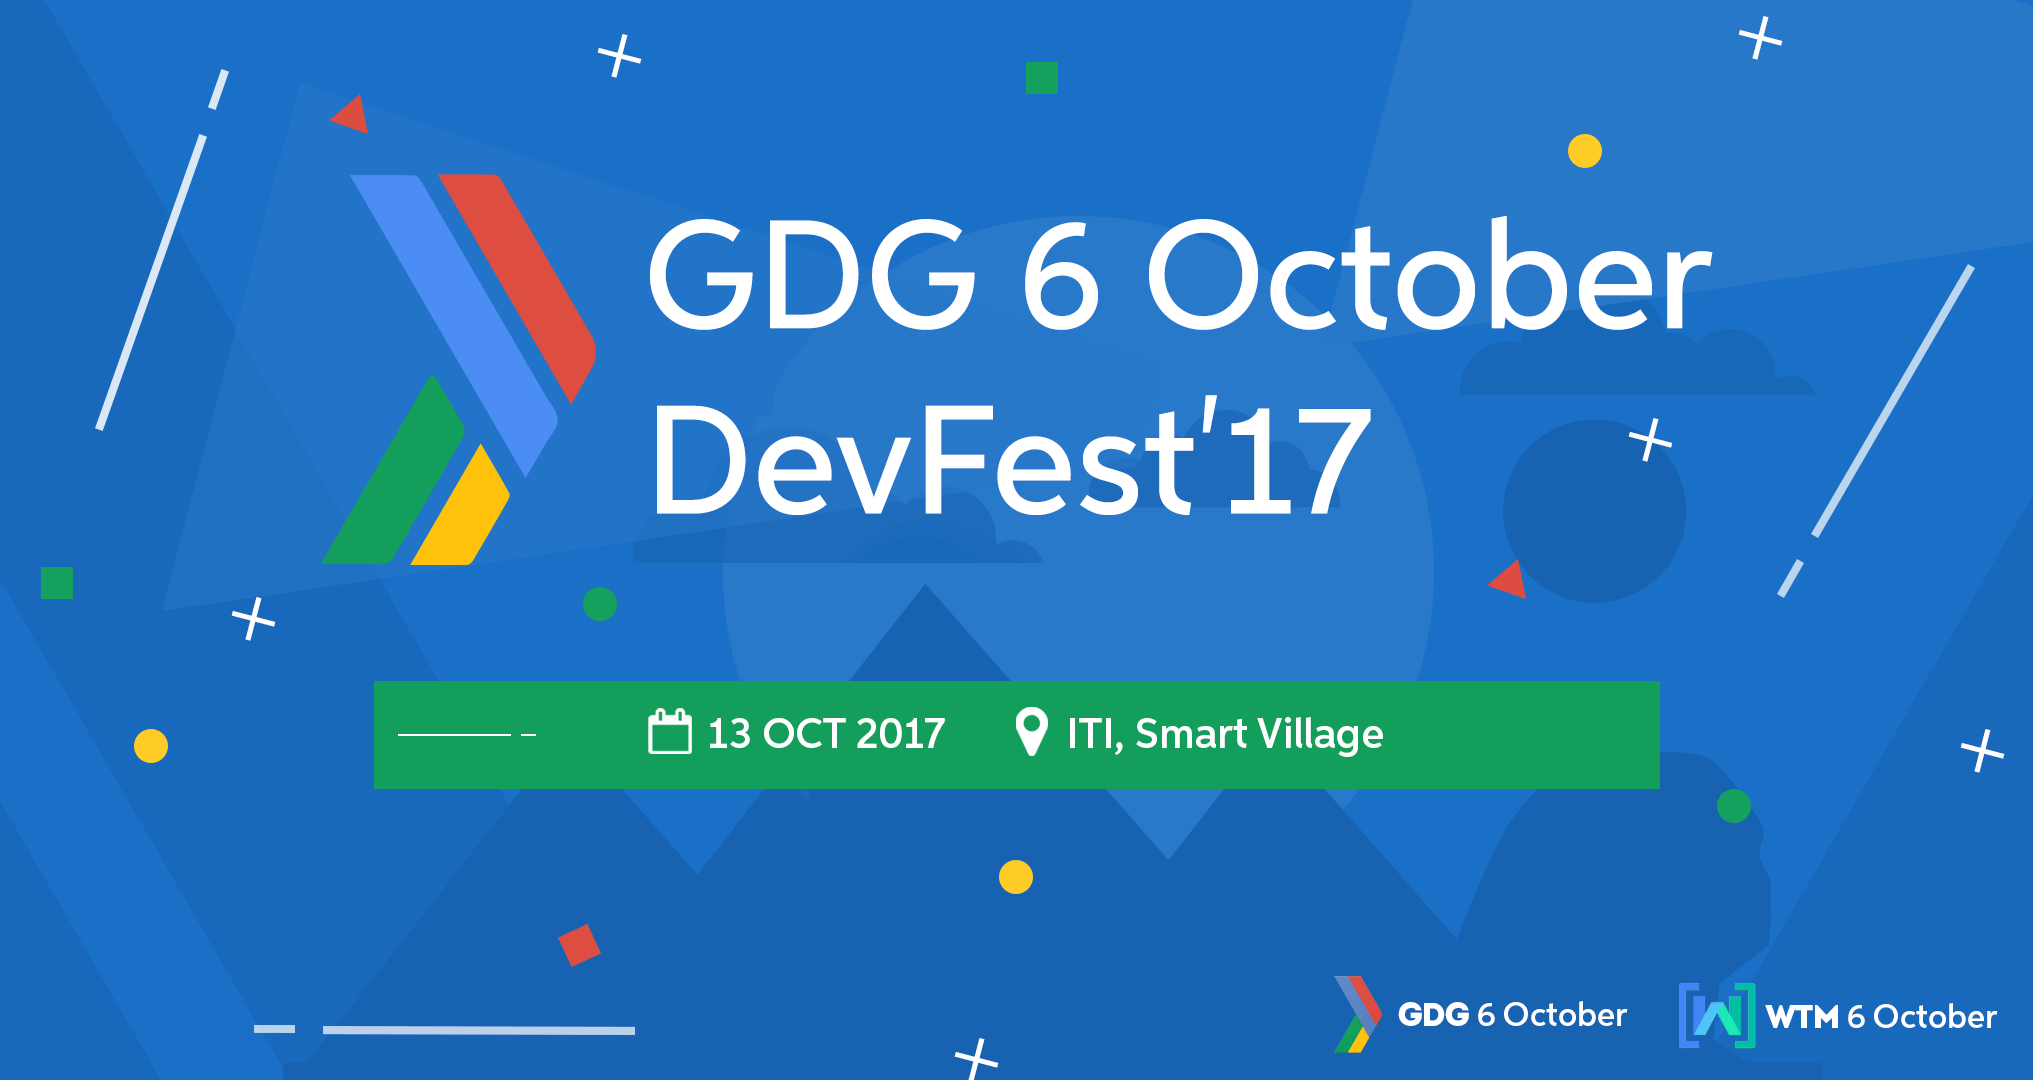 GDG 6 October
DevFest'17
13 OCT 2017 ITI, Smart Village
GDG 6 October WTM 6 October